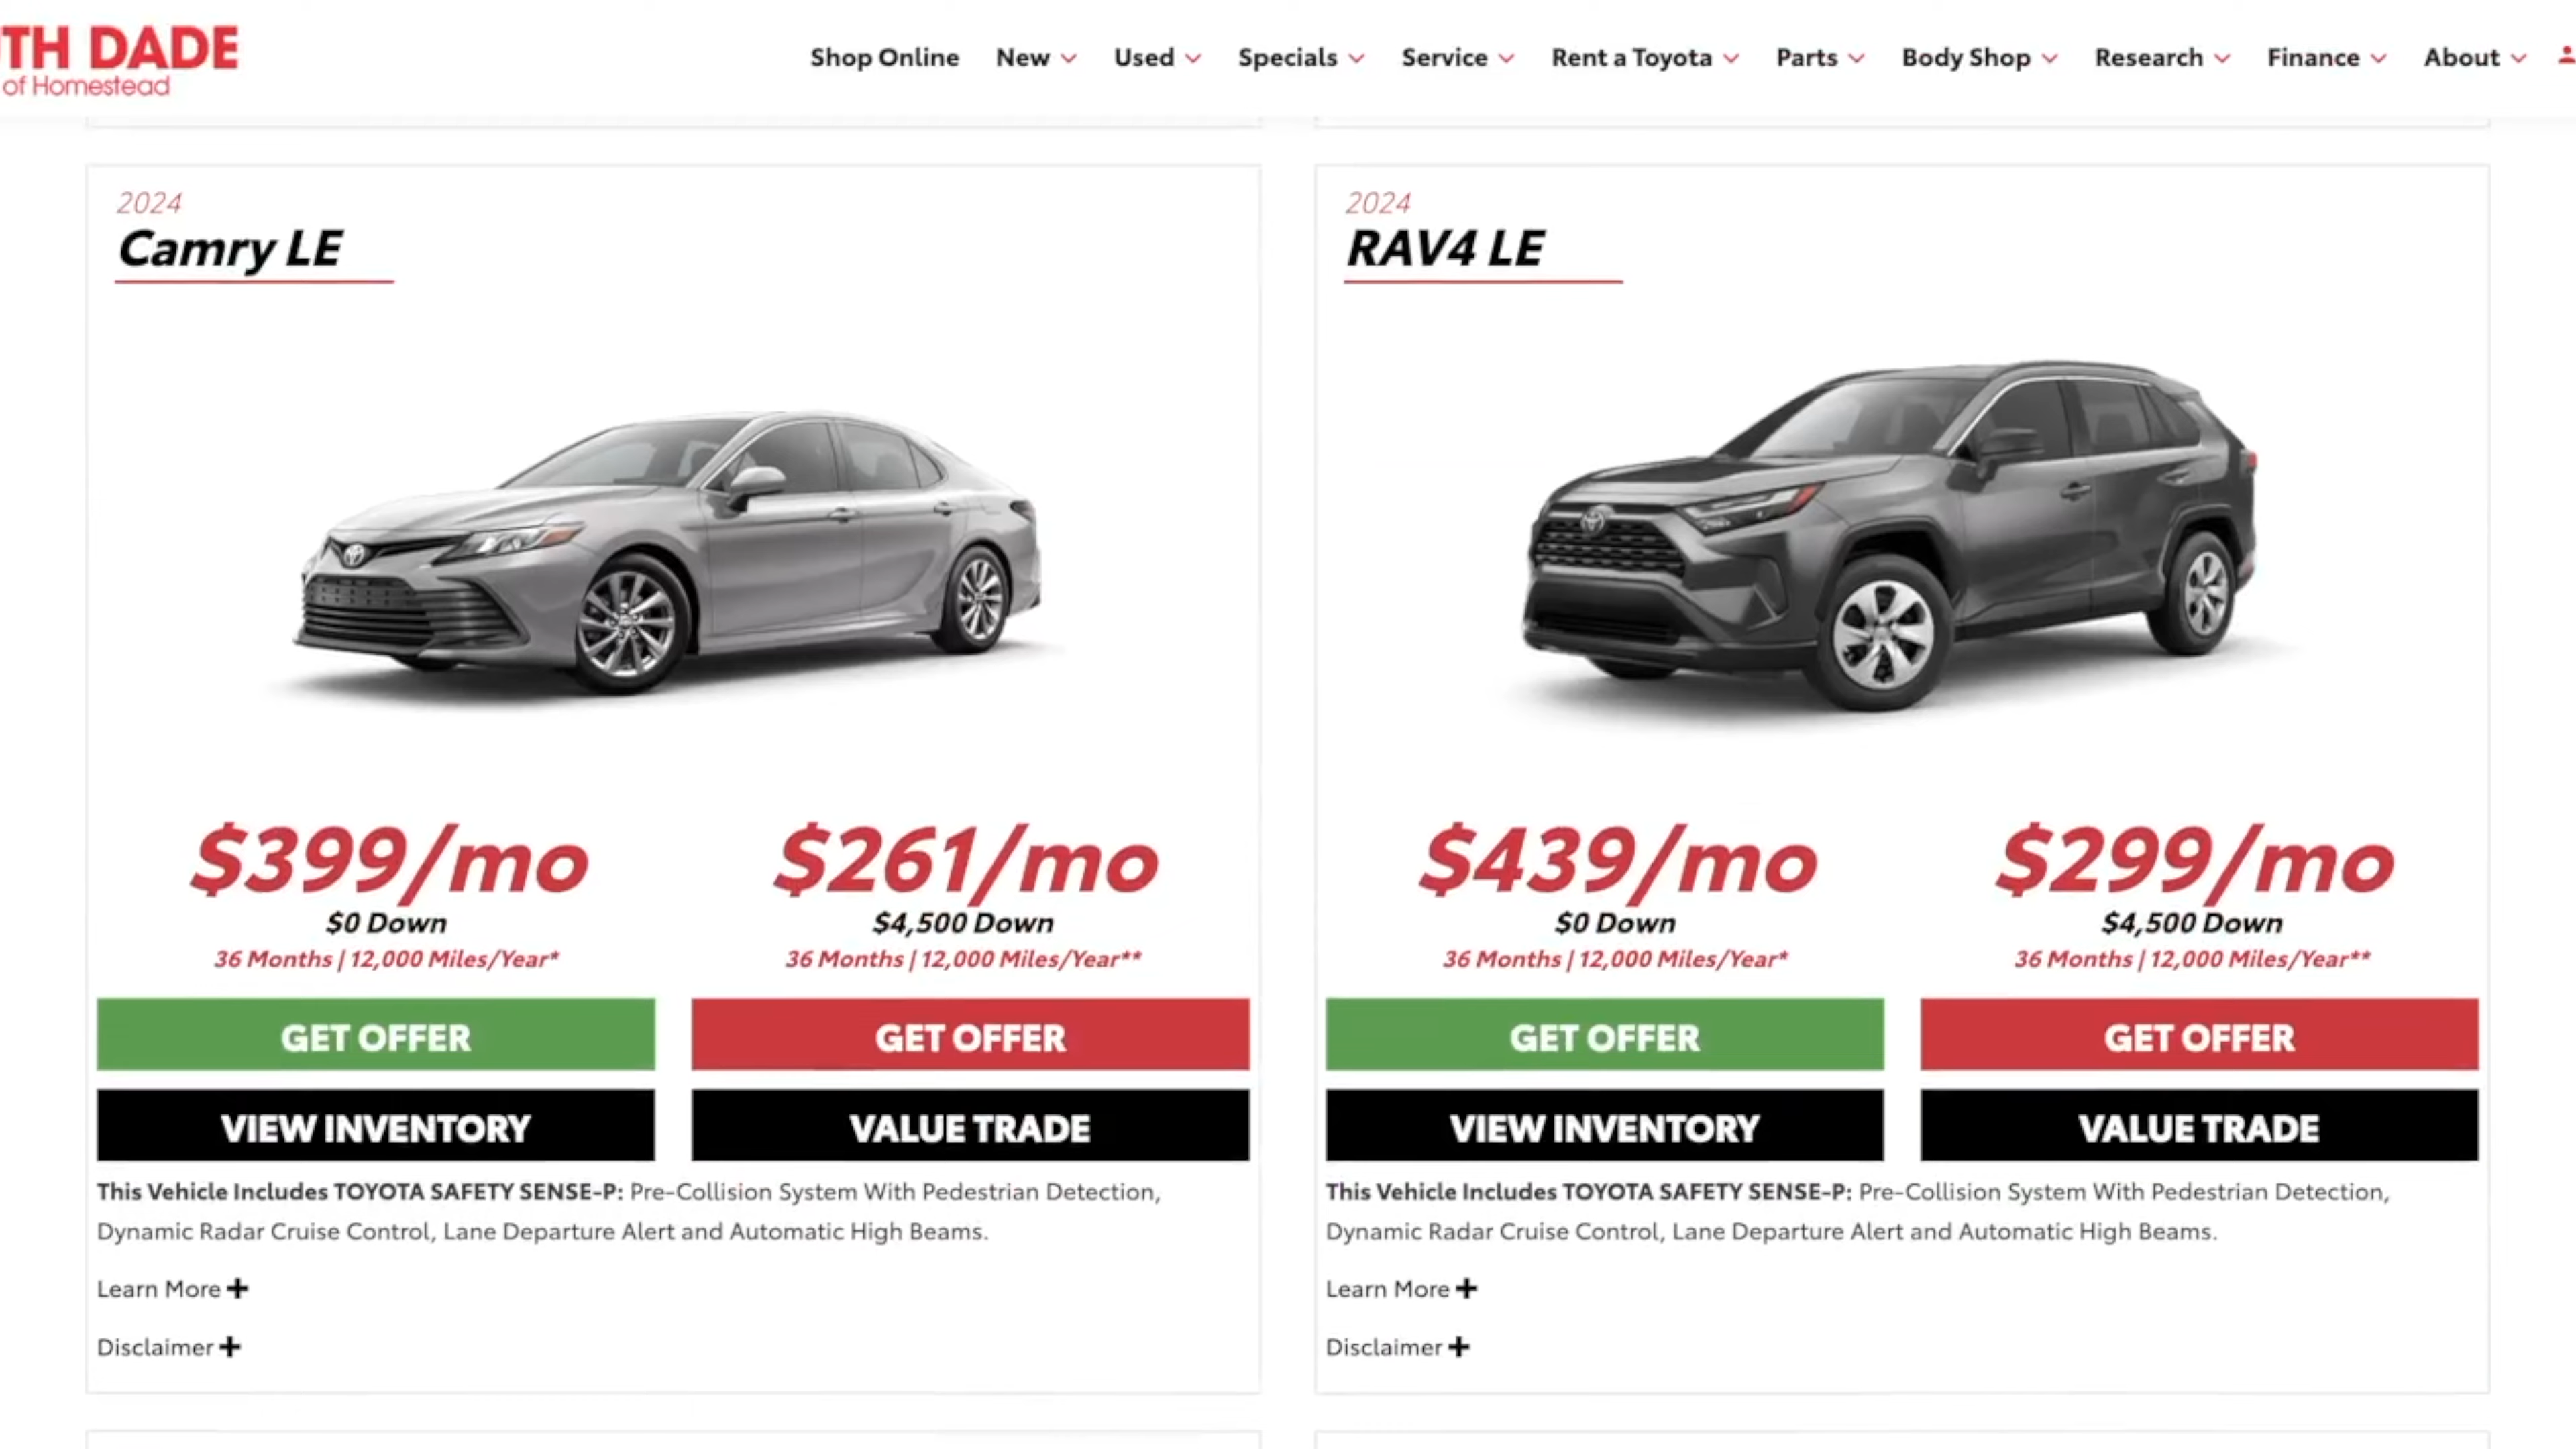 TH DADE
of Homestead
Shop Online New Used Specials Service Rent a Toyota Parts Body Shop Research Finance About
2024
Camry LE
$399/mo
$0 Down
36 Months | 12,000 Miles/Year*
$261/mo
$4,500 Down
36 Months | 12,000 Miles/Year**
GET OFFER
GET OFFER
VIEW INVENTORY
VALUE TRADE
This Vehicle Includes TOYOTA SAFETY SENSE-P: Pre-Collision System With Pedestrian Detection,
Dynamic Radar Cruise Control, Lane Departure Alert and Automatic High Beams.
Learn More +
Disclaimer +
2024
RAV4 LE
$439/mo
$0 Down
36 Months | 12,000 Miles/Year*
$299/mo
$4,500 Down
36 Months | 12,000 Miles/Year**
GET OFFER
GET OFFER
VIEW INVENTORY
VALUE TRADE
This Vehicle Includes TOYOTA SAFETY SENSE-P: Pre-Collision System With Pedestrian Detection,
Dynamic Radar Cruise Control, Lane Departure Alert and Automatic High Beams.
Learn More +
Disclaimer +